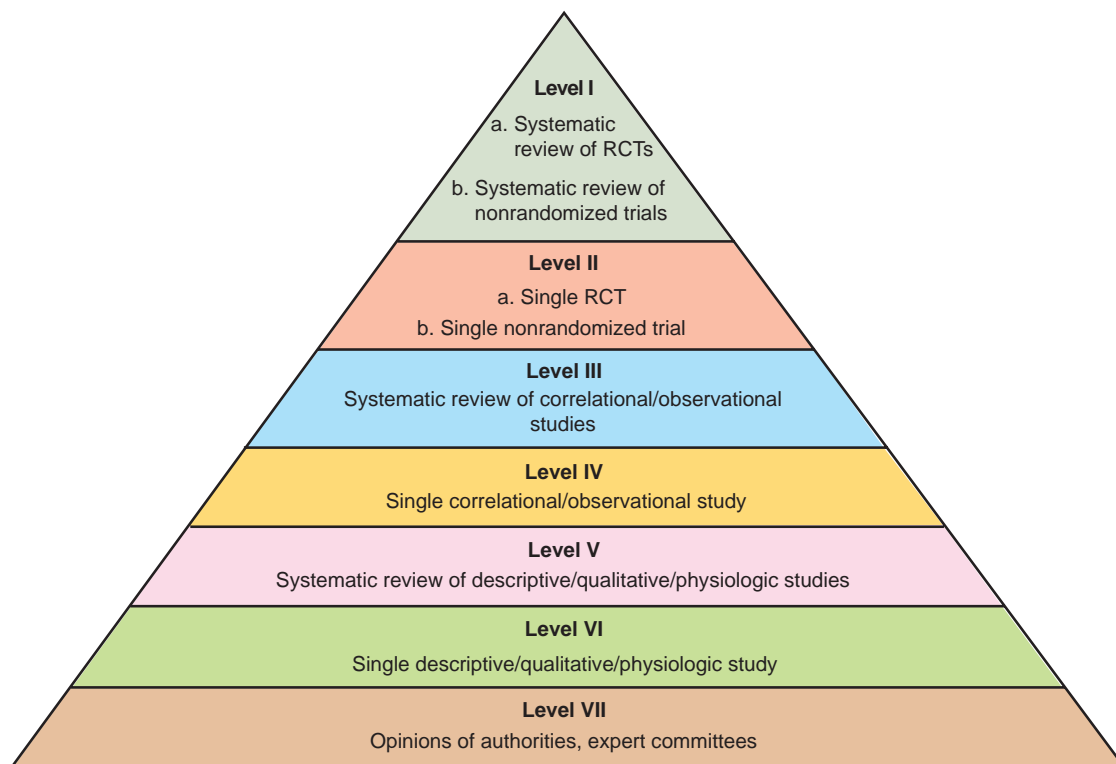 Level I
a. Systematic
review of RCTs
b. Systematic review of
nonrandomized trials
Level II
a. Single RCT
b. Single nonrandomized trial
Level III
Systematic review of correlational/observational
studies
Level IV
Single correlational/observational study
Level V
Systematic review of descriptive/qualitative/physiologic studies
Level VI
Single descriptive/qualitative/physiologic study
Level VII
Opinions of authorities, expert committees